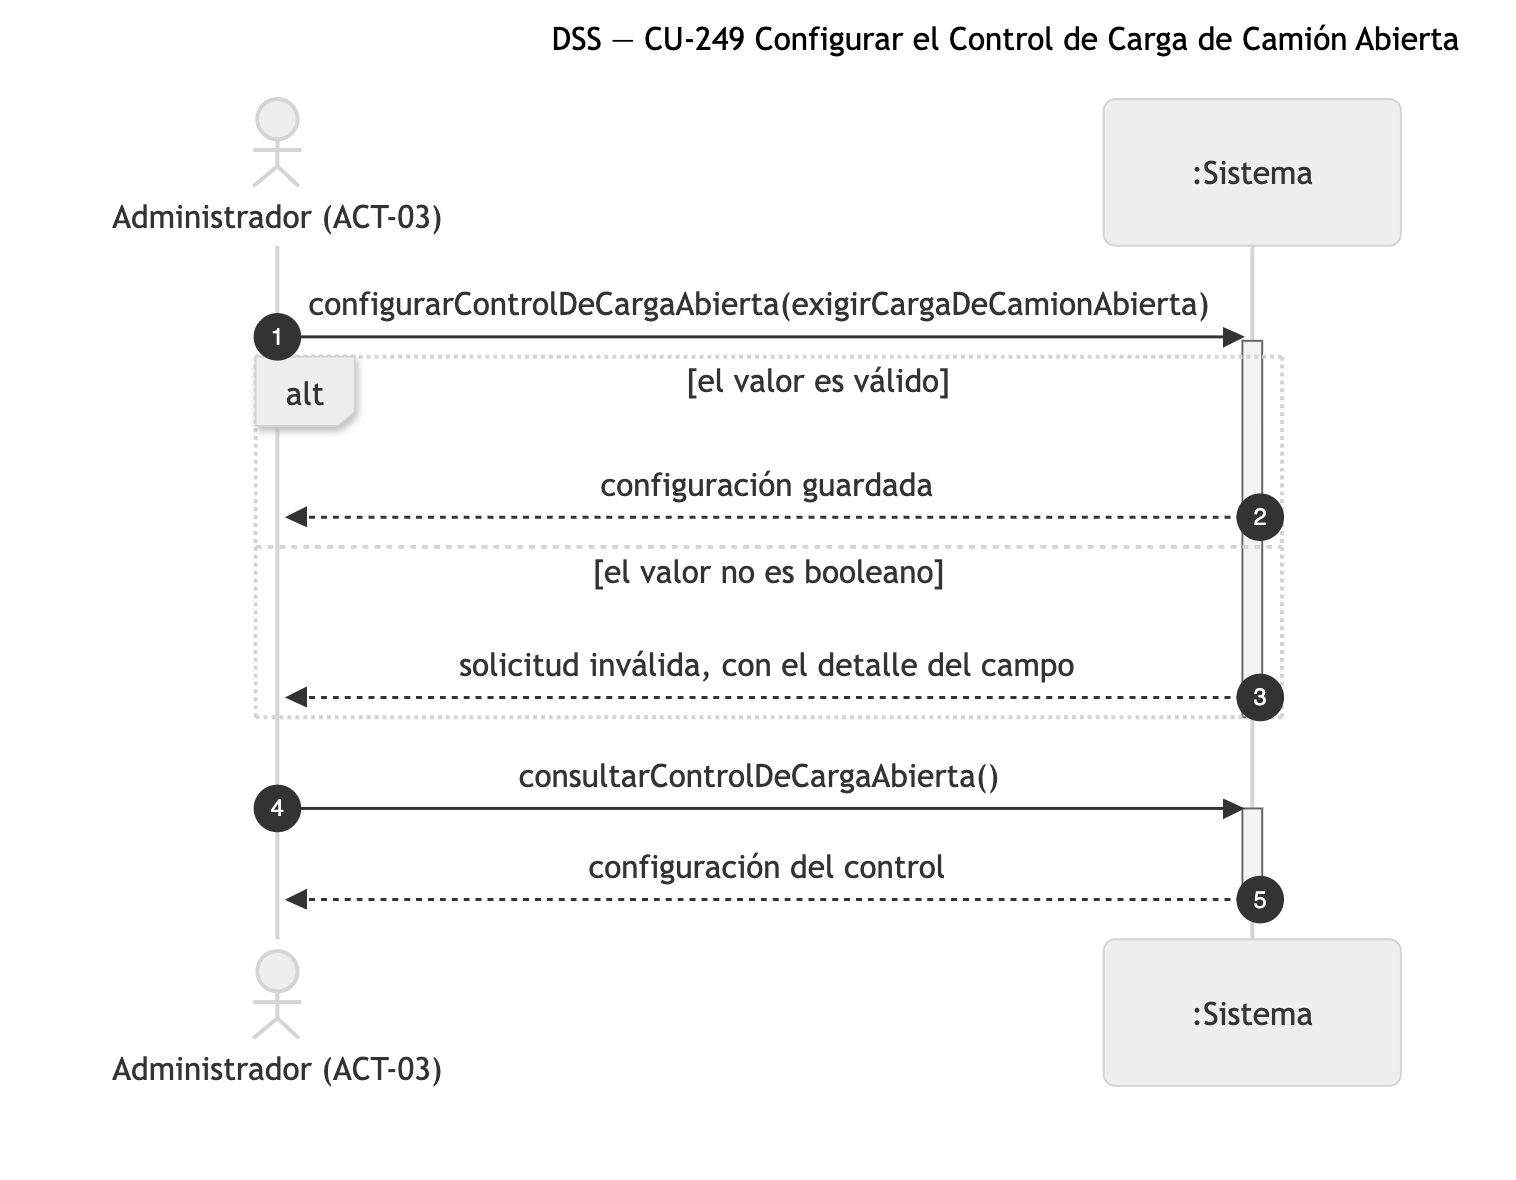 DSS — CU-249 Configurar el Control de Carga de Camión Abierta
:Sistema
Administrador (ACT-03)
configurarControlDeCargaAbierta(exigirCargaDeCamionAbierta)
1
alt
[el valor es válido]
configuración guardada
2
[el valor no es booleano]
solicitud inválida, con el detalle del campo
3
consultarControlDeCargaAbierta()
4
configuración del control
5
:Sistema
Administrador (ACT-03)